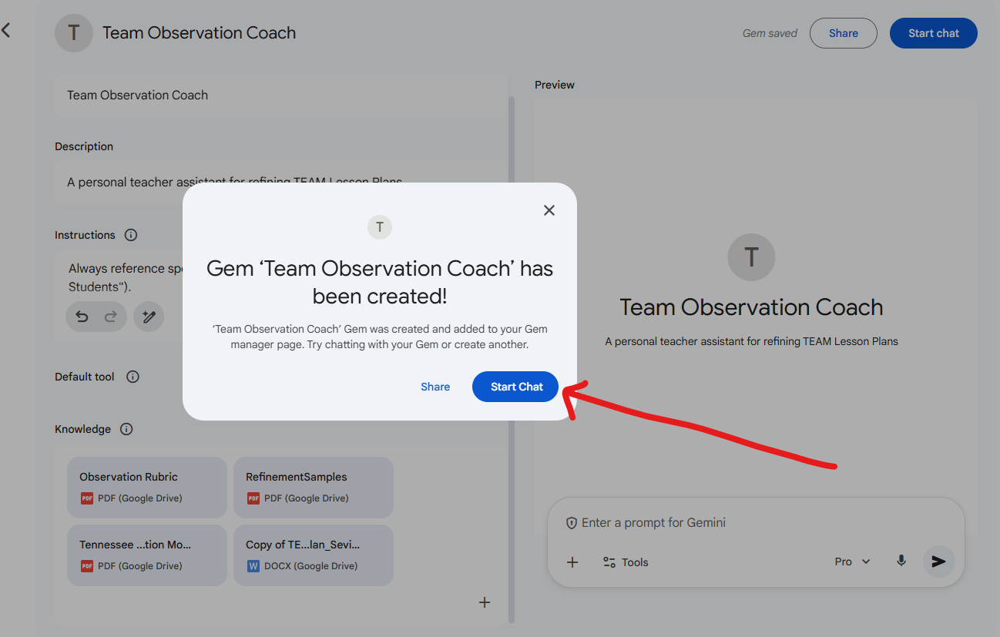 T
Team Observation Coach
Gem saved
Share
Start chat
Team Observation Coach
Description
A personal teacher assistant for refining TEAM Lesson Plans
Instructions
Always reference spe
Students").
Default tool
Knowledge
Observation Rubric
PDF PDF (Google Drive)
RefinementSamples
PDF PDF (Google Drive)
Tennessee ...tion Mo...
PDF PDF (Google Drive)
Copy of TE...lan_Sevi...
W DOCX (Google Drive)
T
Gem ‘Team Observation Coach’ has
been created!
‘Team Observation Coach’ Gem was created and added to your Gem
manager page. Try chatting with your Gem or create another.
Share
Start Chat
Preview
T
Team Observation Coach
A personal teacher assistant for refining TEAM Lesson Plans
Enter a prompt for Gemini
Tools
Pro